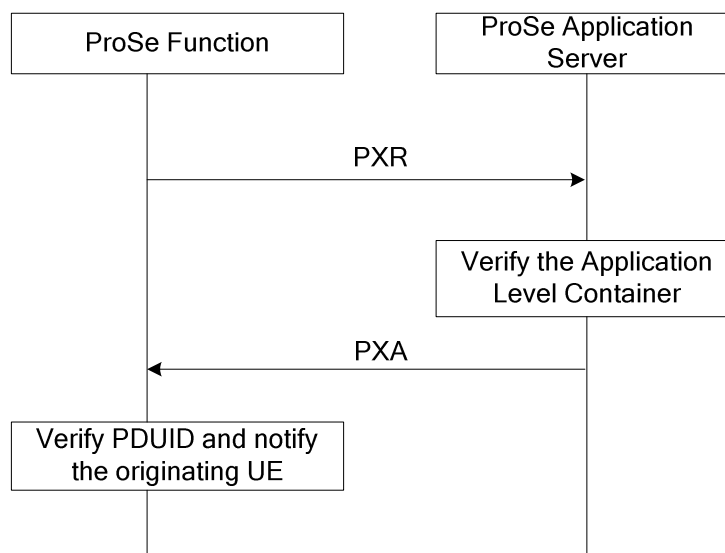 ProSe Function
ProSe Application
Server
PXR
Verify the Application
Level Container
PXA
Verify PDUID and notify
the originating UE